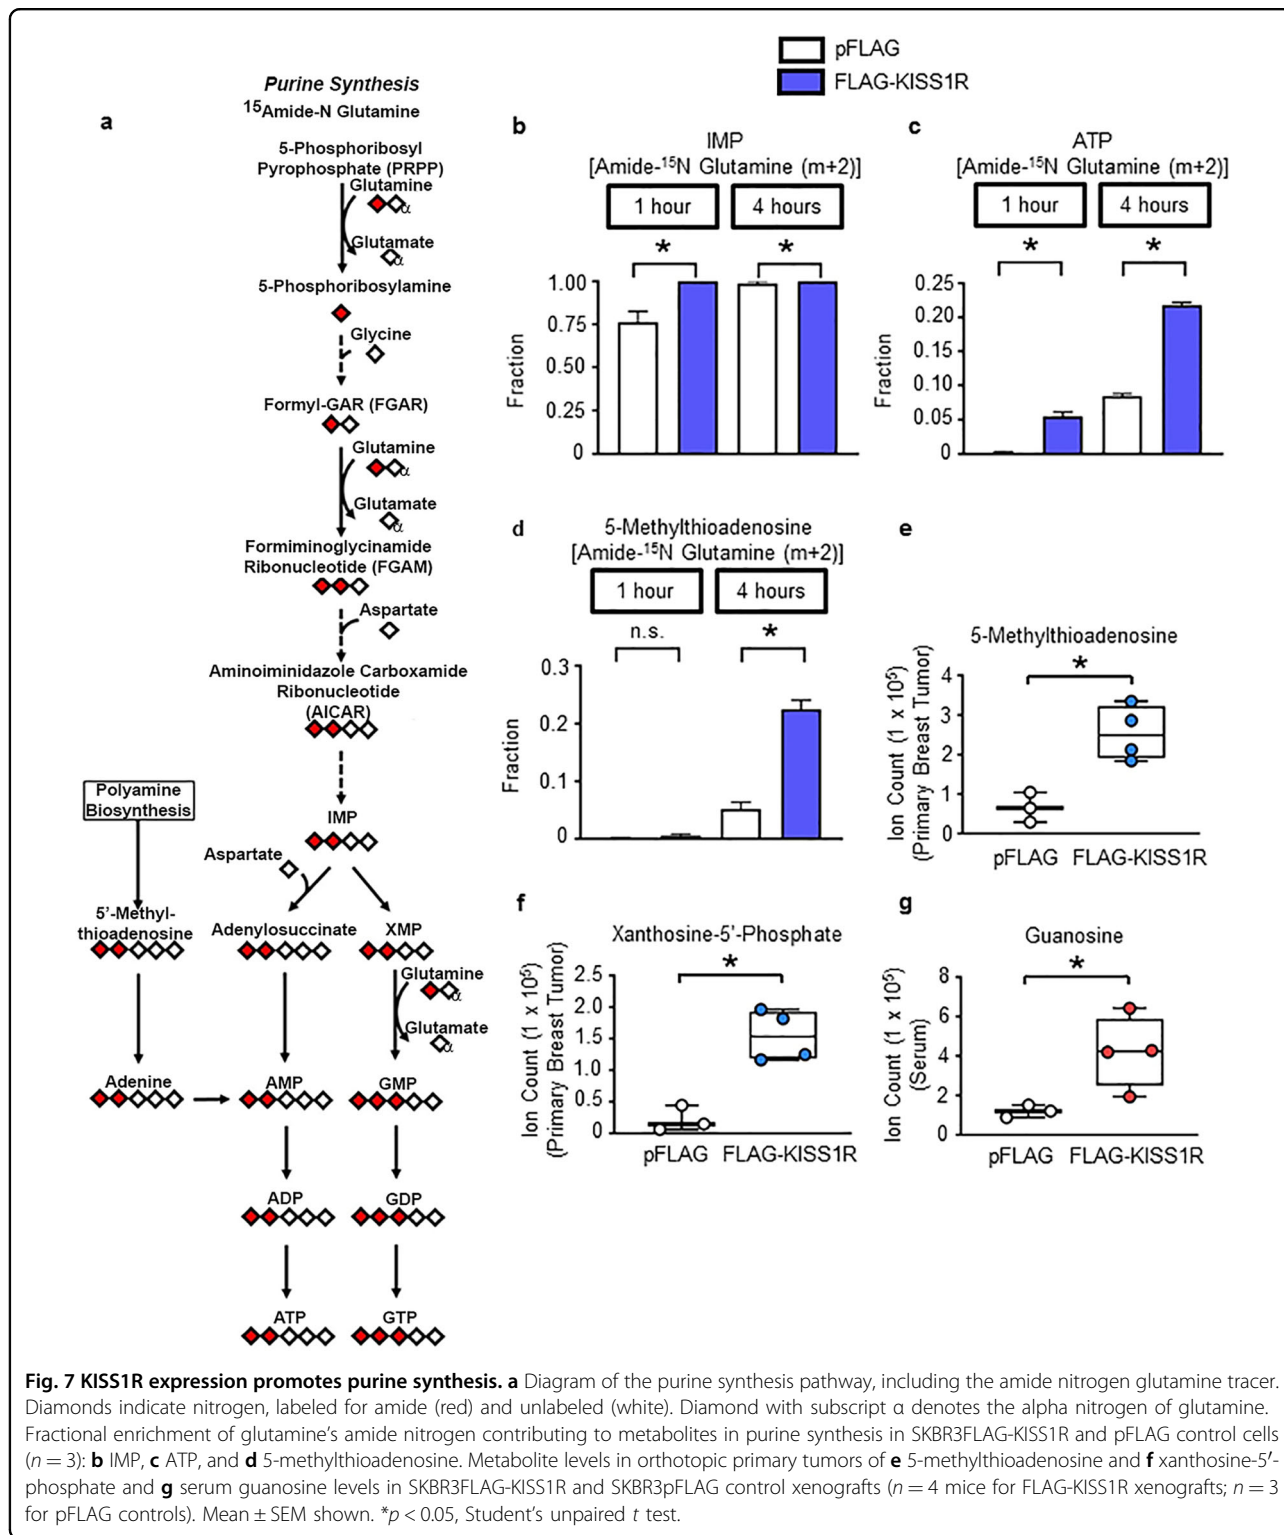 pFLAG
FLAG-KISS1R
a
Purine Synthesis
15Amide-N Glutamine
5-Phosphoribosyl
Pyrophosphate (PRPP)
Glutamine
α
Glutamate
α
5-Phosphoribosylamine
Glycine
Formyl-GAR (FGAR)
Glutamine
α
Glutamate
α
Formiminoglycinamide
Ribonucleotide (FGAM)
Aspartate
Aminoiminidazole Carboxamide
Ribonucleotide
(AICAR)
Polyamine
Biosynthesis
IMP
Aspartate
5'-Methyl-
thioadenosine
Adenylosuccinate
XMP
Glutamine
α
Glutamate
α
Adenine
AMP
GMP
ADP
GDP
ATP
GTP
b
IMP
[Amide-15N Glutamine (m+2)]
1 hour
4 hours
*
*
Fraction
1.00
0.75
0.50
0.25
0
c
ATP
[Amide-15N Glutamine (m+2)]
1 hour
4 hours
*
*
Fraction
0.25
0.20
0.10
0.05
0
d
5-Methylthioadenosine
[Amide-15N Glutamine (m+2)]
1 hour
4 hours
n.s.
*
Fraction
0.3
0.2
0.1
0
e
5-Methylthioadenosine
*
Ion Count (1 x 10⁵)
(Primary Breast Tumor)
4
3
2
1
0
pFLAG
FLAG-KISS1R
f
Xanthosine-5'-Phosphate
*
Ion Count (1 x 10⁵)
(Primary Breast Tumor)
2.5
2.0
1.5
1.0
0.5
0
pFLAG
FLAG-KISS1R
g
Guanosine
*
Ion Count (1 x 10⁵)
(Serum)
8
6
4
2
0
pFLAG
FLAG-KISS1R
Fig. 7 KISS1R expression promotes purine synthesis. a Diagram of the purine synthesis pathway, including the amide nitrogen glutamine tracer.
Diamonds indicate nitrogen, labeled for amide (red) and unlabeled (white). Diamond with subscript α denotes the alpha nitrogen of glutamine.
Fractional enrichment of glutamine's amide nitrogen contributing to metabolites in purine synthesis in SKBR3FLAG-KISS1R and pFLAG control cells
(n = 3): b IMP, c ATP, and d 5-methylthioadenosine. Metabolite levels in orthotopic primary tumors of e 5-methylthioadenosine and f xanthosine-5′-
phosphate and g serum guanosine levels in SKBR3FLAG-KISS1R and SKBR3pFLAG control xenografts (n = 4 mice for FLAG-KISS1R xenografts; n = 3
for pFLAG controls). Mean ± SEM shown. *p < 0.05, Student's unpaired t test.